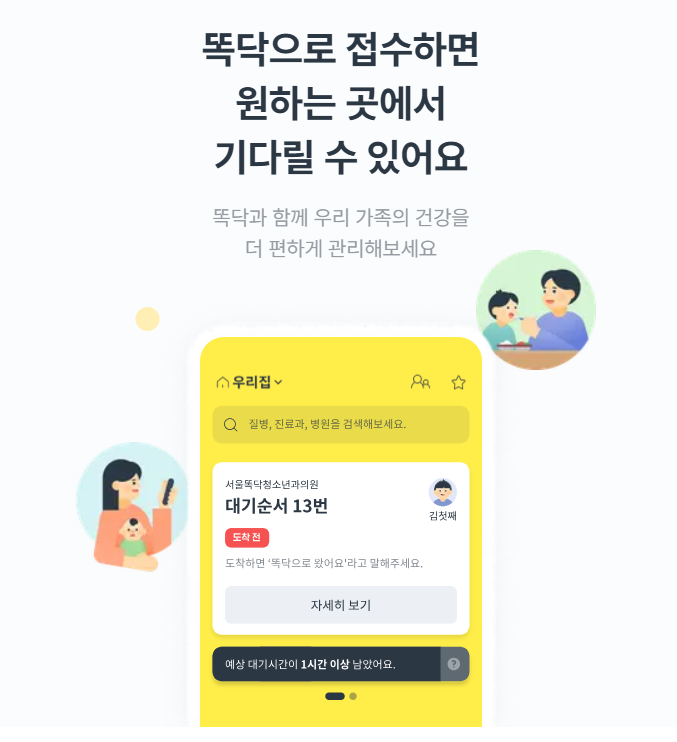 똑닥으로 접수하면
원하는 곳에서
기다릴 수 있어요
똑닥과 함께 우리 가족의 건강을
더 편하게 관리해보세요
우리집
질병, 진료과, 병원을 검색해보세요.
서울똑닥청소년과의원
대기순서 13번
김첫째
도착 전
도착하면 ‘똑닥으로 왔어요’라고 말해주세요.
자세히 보기
예상 대기시간이 1시간 이상 남았어요.
?